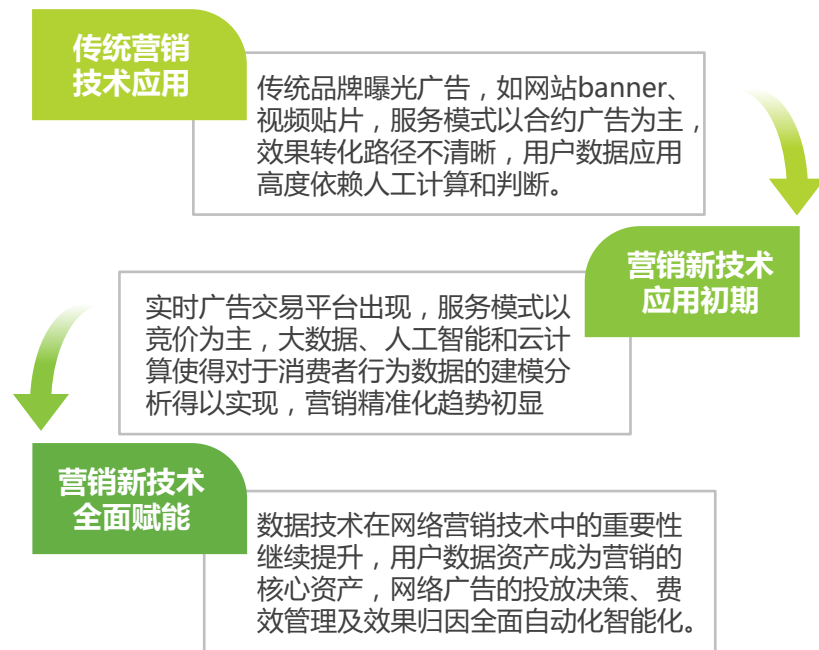 传统营销
技术应用
传统品牌曝光广告，如网站banner、
视频贴片，服务模式以合约广告为主，
效果转化路径不清晰，用户数据应用
高度依赖人工计算和判断。
营销新技术
应用初期
实时广告交易平台出现，服务模式以
竞价为主，大数据、人工智能和云计
算使得对于消费者行为数据的建模分
析得以实现，营销精准化趋势初显
营销新技术
全面赋能
数据技术在网络营销技术中的重要性
继续提升，用户数据资产成为营销的
核心资产，网络广告的投放决策、费
效管理及效果归因全面自动化智能化。